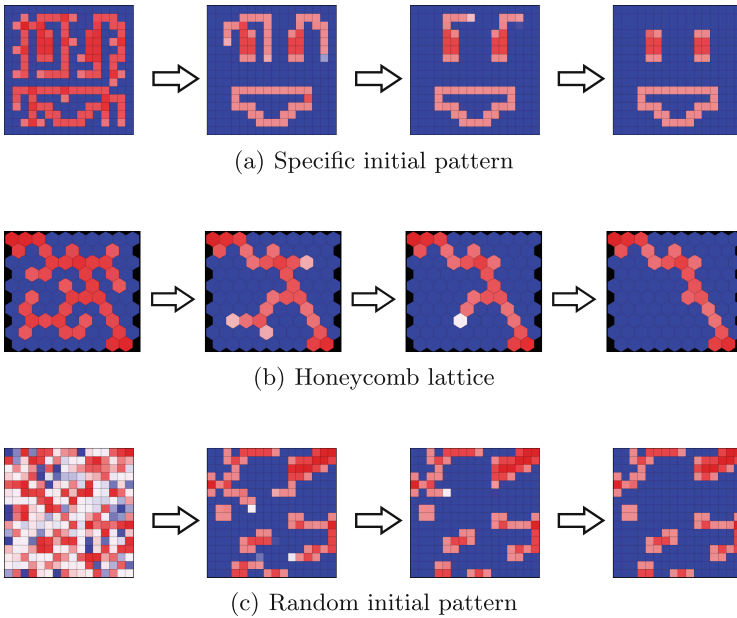 (a) Specific initial pattern
(b) Honeycomb lattice
(c) Random initial pattern